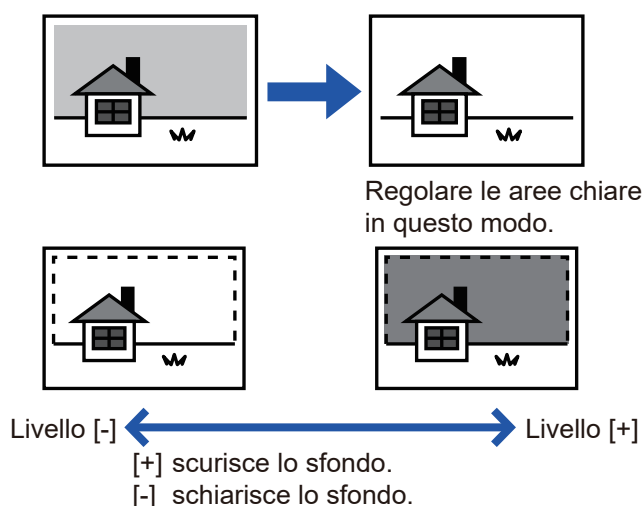 Regolare le aree chiare
in questo modo.
Livello [-]
Livello [+]
[+] scurisce lo sfondo.
[-] schiarisce lo sfondo.